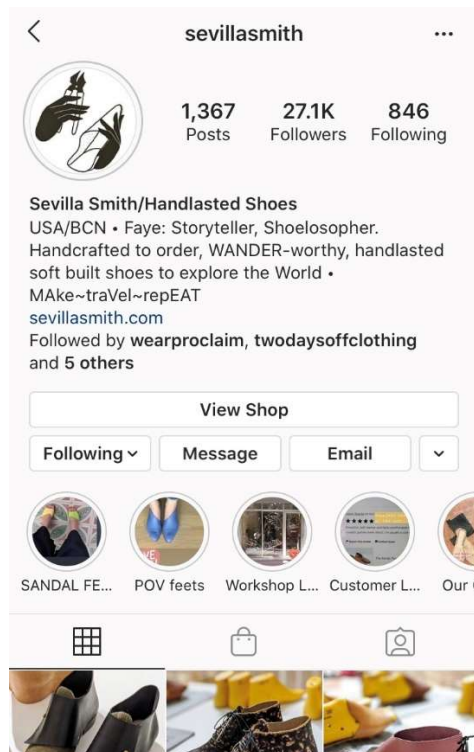 sevillasmith
1,367
27.1K
846
Posts
Followers
Following
Sevilla Smith/Handlasted Shoes
USA/BCN • Faye: Storyteller, Shoelosopher.
Handcrafted to order, WANDER-worthy, handlasted
soft built shoes to explore the World •
MAke~traVel~repEAT
sevillasmith.com
Followed by wearproclaim, twodaysoffclothing
and 5 others
View Shop
Following
Message
Email
SANDAL FE...
POV feets
Workshop L...
Customer L...
Our